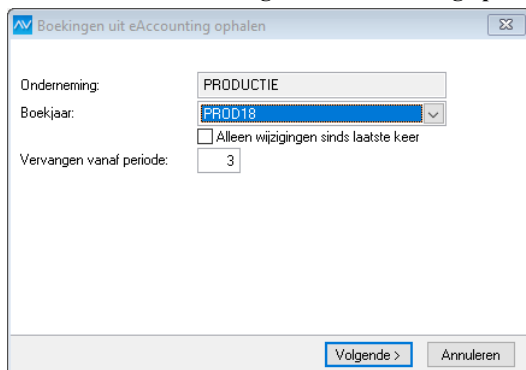 Boekingen uit eAccounting ophalen
Onderneming: PRODUCTIE
Boekjaar: PROD18
Alleen wijzigingen sinds laatste keer
Vervangen vanaf periode: 3
Volgende > Annuleren